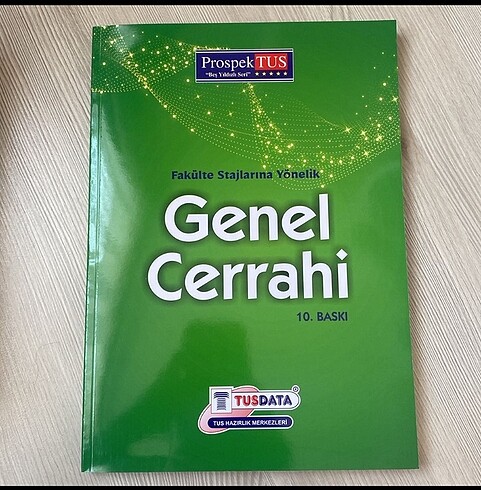 ProspekTUS
"Beş Yıldızlı Seri" ★★★★★
Fakülte Stajlarına Yönelik
Genel
Cerrahi
10. BASKI
TUSDATA
TUS HAZIRLIK MERKEZLERİ